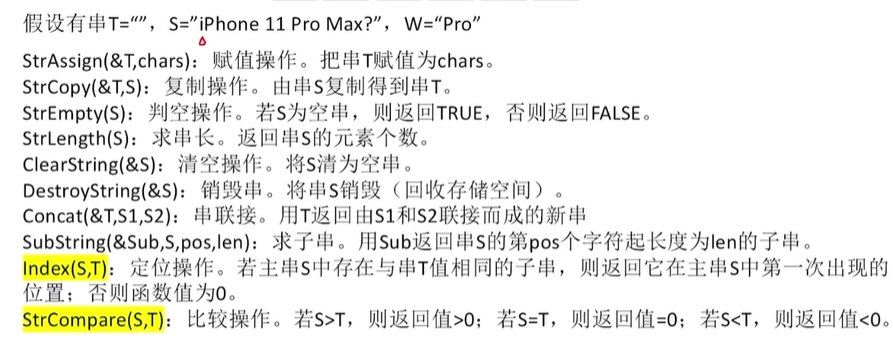 假设有串T=“”，S=”iPhone 11 Pro Max?”，W=“Pro”
StrAssign(&T,chars)：赋值操作。把串T赋值为chars。
StrCopy(&T,S)：复制操作。由串S复制得到串T。
StrEmpty(S)：判空操作。若S为空串，则返回TRUE，否则返回FALSE。
StrLength(S)：求串长。返回串S的元素个数。
ClearString(&S)：清空操作。将S清为空串。
DestroyString(&S)：销毁串。将串S销毁（回收存储空间）。
Concat(&T,S1,S2)：串联接。用T返回由S1和S2联接而成的新串
SubString(&Sub,S,pos,len)：求子串。用Sub返回串S的第pos个字符起长度为len的子串。
Index(S,T)：定位操作。若主串S中存在与串T值相同的子串，则返回它在主串S中第一次出现的
位置；否则函数值为0。
StrCompare(S,T)：比较操作。若S>T，则返回值>0；若S=T，则返回值=0；若S<T，则返回值<0。